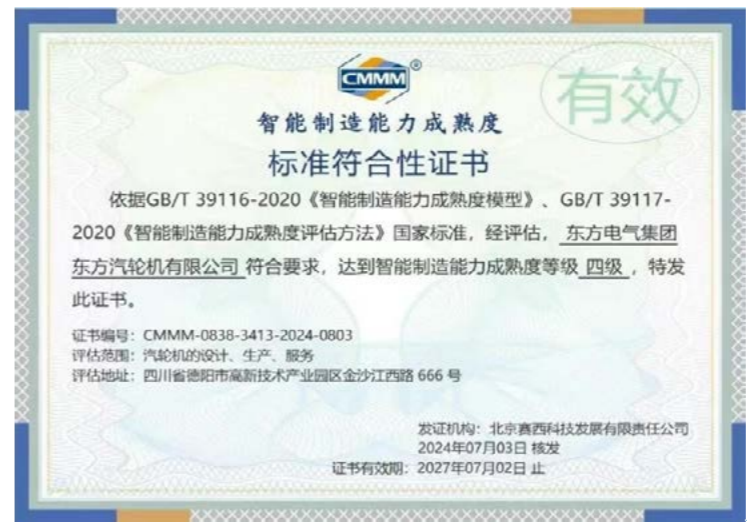 CMMM®
有效
智能制造能力成熟度
标准符合性证书
依据GB/T 39116-2020《智能制造能力成熟度模型》、GB/T 39117-
2020《智能制造能力成熟度评估方法》国家标准，经评估， 东方电气集团
东方汽轮机有限公司 符合要求，达到智能制造能力成熟度等级 四级 ，特发
此证书。
证书编号：CMMM-0838-3413-2024-0803
评估范围：汽轮机的设计、生产、服务
评估地址：四川省德阳市高新技术产业园区金沙江西路 666 号
发证机构：北京赛西科技发展有限责任公司
2024年07月03日 核发
证书有效期：2027年07月02日 止